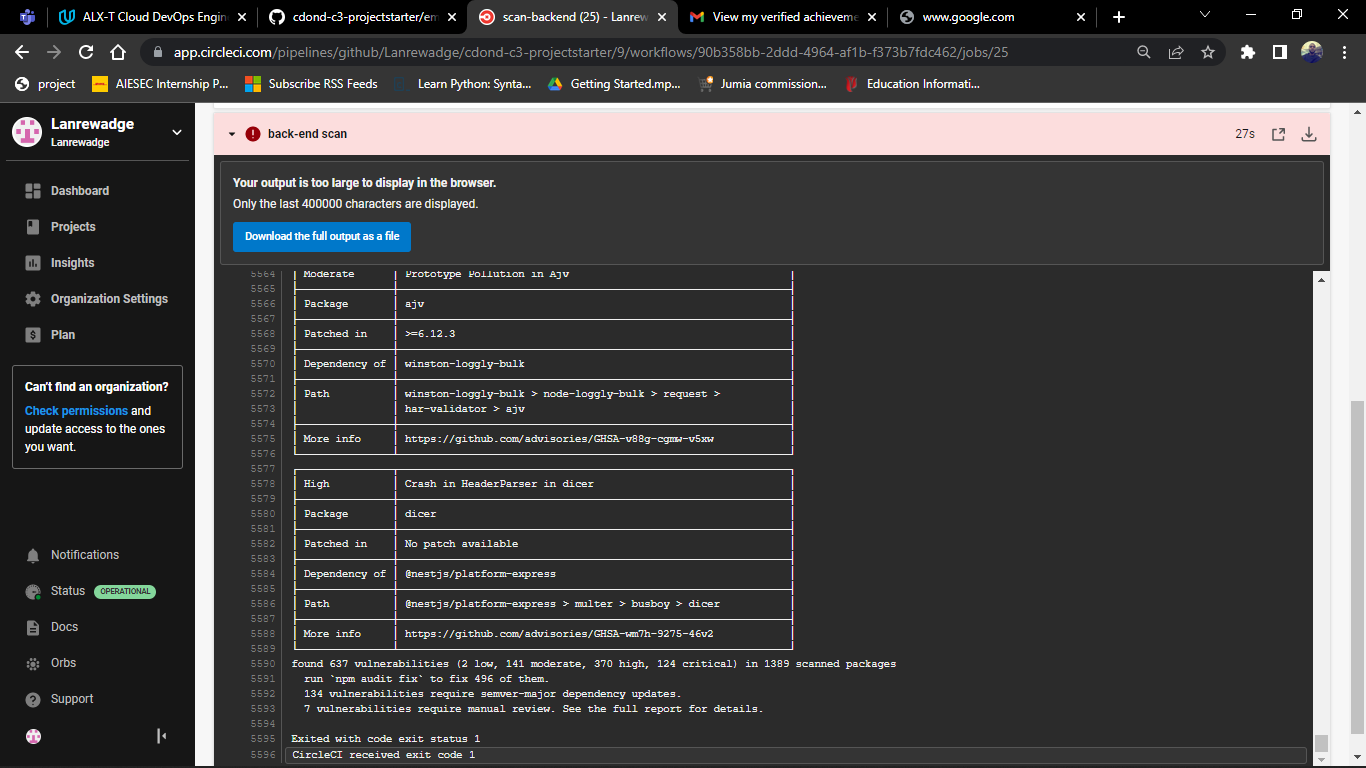 ALX-T Cloud DevOps Engin
cdond-c3-projectstarter/em
scan-backend (25) - Lanrew
View my verified achieveme
www.google.com
app.circleci.com/pipelines/github/Lanrewadge/cdond-c3-projectstarter/9/workflows/90b358bb-2ddd-4964-af1b-f373b7fdc462/jobs/25
project
AIESEC Internship P...
Subscribe RSS Feeds
Learn Python: Synta...
Getting Started.mp...
Jumia commission...
Education Informati...
Lanrewadge
Lanrewadge
Dashboard
Projects
Insights
Organization Settings
Plan
Can't find an organization?
Check permissions and
update access to the ones
you want.
Notifications
Status OPERATIONAL
Docs
Orbs
Support
back-end scan
27s
Your output is too large to display in the browser.
Only the last 400000 characters are displayed.
Download the full output as a file
5564 Moderate Prototype Pollution in Ajv
5565
5566 Package ajv
5567
5568 Patched in >=6.12.3
5569
5570 Dependency of winston-loggly-bulk
5571
5572 Path winston-loggly-bulk > node-loggly-bulk > request >
5573 har-validator > ajv
5574
5575 More info https://github.com/advisories/GHSA-v88g-cgmw-v5xw
5576
5577
5578 High Crash in HeaderParser in dicer
5579
5580 Package dicer
5581
5582 Patched in No patch available
5583
5584 Dependency of @nestjs/platform-express
5585
5586 Path @nestjs/platform-express > multer > busboy > dicer
5587
5588 More info https://github.com/advisories/GHSA-wm7h-9275-46v2
5589
5590 found 637 vulnerabilities (2 low, 141 moderate, 370 high, 124 critical) in 1389 scanned packages
5591 run `npm audit fix` to fix 496 of them.
5592 134 vulnerabilities require semver-major dependency updates.
5593 7 vulnerabilities require manual review. See the full report for details.
5594
5595 Exited with code exit status 1
5596 CircleCI received exit code 1